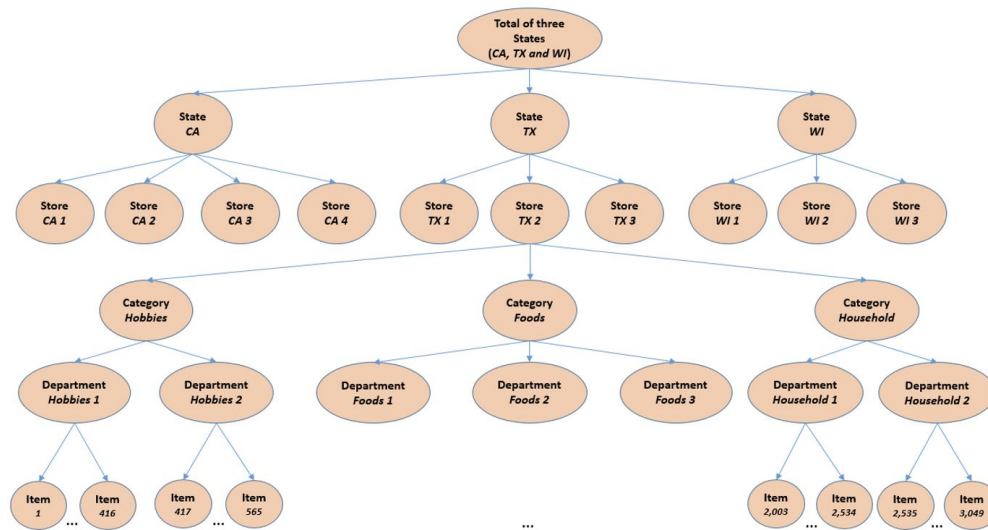 Total of three
States
(CA, TX and WI)
State
CA
State
TX
State
WI
Store
CA 1
Store
CA 2
Store
CA 3
Store
CA 4
Store
TX 1
Store
TX 2
Store
TX 3
Store
WI 1
Store
WI 2
Store
WI 3
Category
Hobbies
Category
Foods
Category
Household
Department
Hobbies 1
Department
Hobbies 2
Department
Foods 1
Department
Foods 2
Department
Foods 3
Department
Household 1
Department
Household 2
Item
1
...
Item
416
Item
417
...
Item
565
...
Item
2,003
...
Item
2,534
Item
2,535
...
Item
3,049